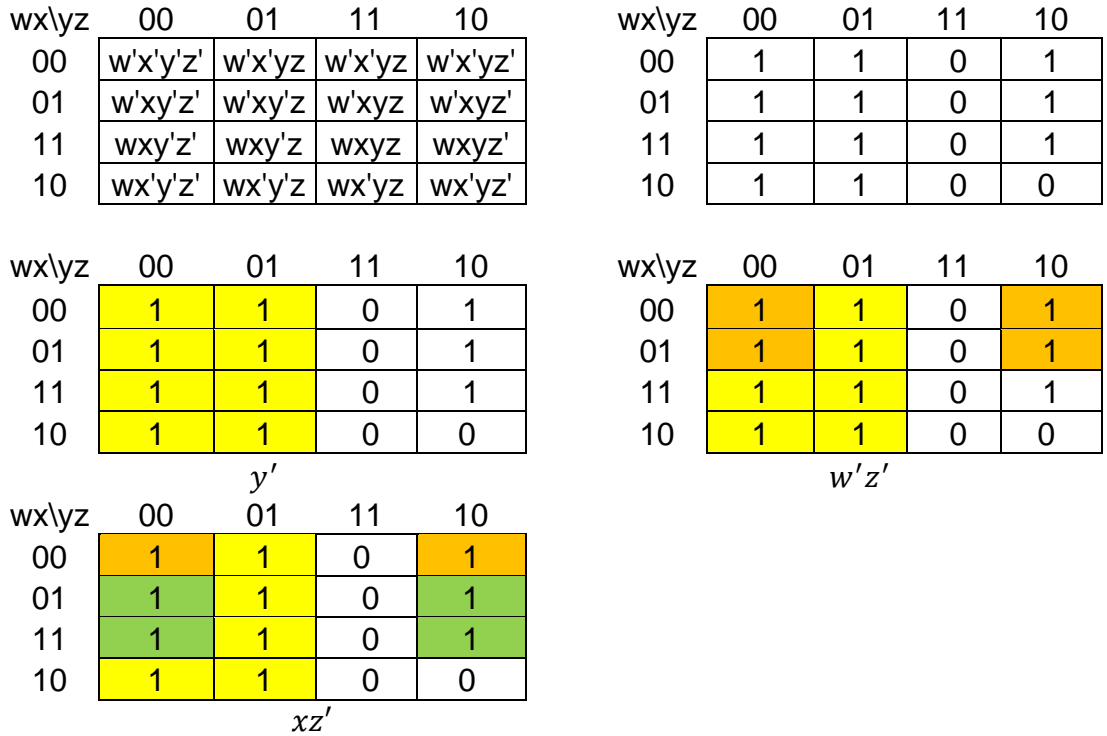 wx\yz 00 01 11 10
00 w'x'y'z' w'x'yz w'x'yz w'x'yz'
01 w'xy'z' w'xy'z w'xyz w'xyz'
11 wxy'z' wxy'z wxyz wxyz'
10 wx'y'z' wx'y'z wx'yz wx'yz'
wx\yz 00 01 11 10
00 1 1 0 1
01 1 1 0 1
11 1 1 0 1
10 1 1 0 0
wx\yz 00 01 11 10
00 1 1 0 1
01 1 1 0 1
11 1 1 0 1
10 1 1 0 0
y′
wx\yz 00 01 11 10
00 1 1 0 1
01 1 1 0 1
11 1 1 0 1
10 1 1 0 0
w′z′
wx\yz 00 01 11 10
00 1 1 0 1
01 1 1 0 1
11 1 1 0 1
10 1 1 0 0
xz′